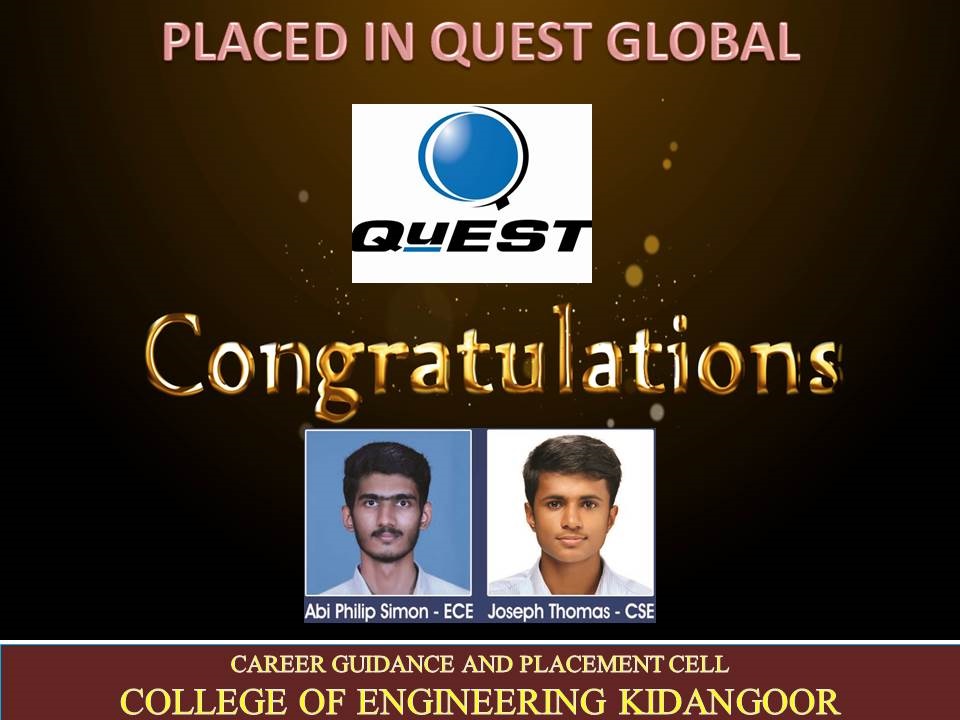 PLACED IN QUEST GLOBAL
QuEST
Congratulations
Abi Philip Simon - ECE
Joseph Thomas - CSE
CAREER GUIDANCE AND PLACEMENT CELL
COLLEGE OF ENGINEERING KIDANGOOR